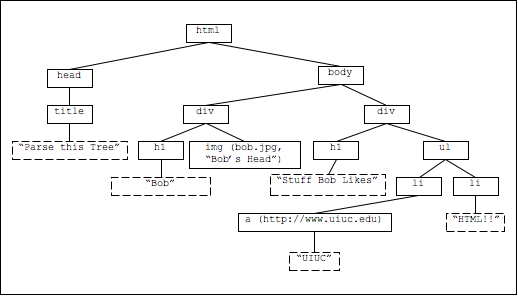 html
head
body
title
div
div
"Parse this Tree"
h1
img (bob.jpg,
"Bob's Head")
h1
ul
"Bob"
"Stuff Bob Likes"
li
li
a (http://www.uiuc.edu)
"HTML!!"
"UIUC"